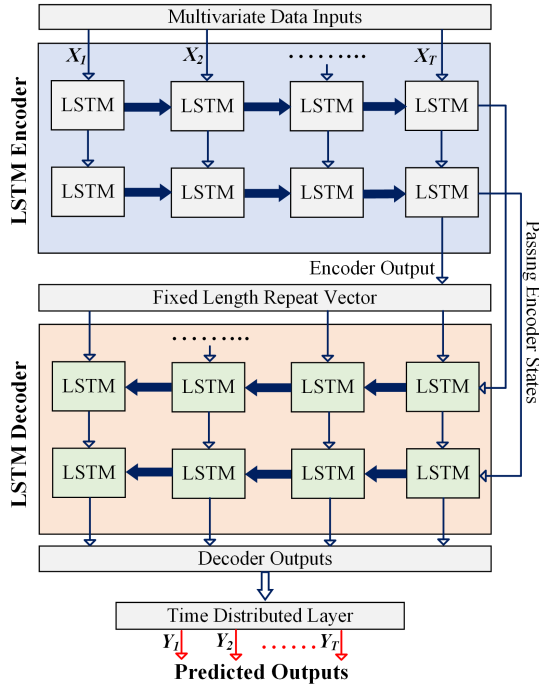 Multivariate Data Inputs
X1 X2 ......... XT
LSTM Encoder
LSTM LSTM LSTM LSTM
LSTM LSTM LSTM LSTM
Passing Encoder States
Encoder Output
Fixed Length Repeat Vector
LSTM Decoder
.........
LSTM LSTM LSTM LSTM
LSTM LSTM LSTM LSTM
Decoder Outputs
Time Distributed Layer
Y1 Y2 ...... YT
Predicted Outputs